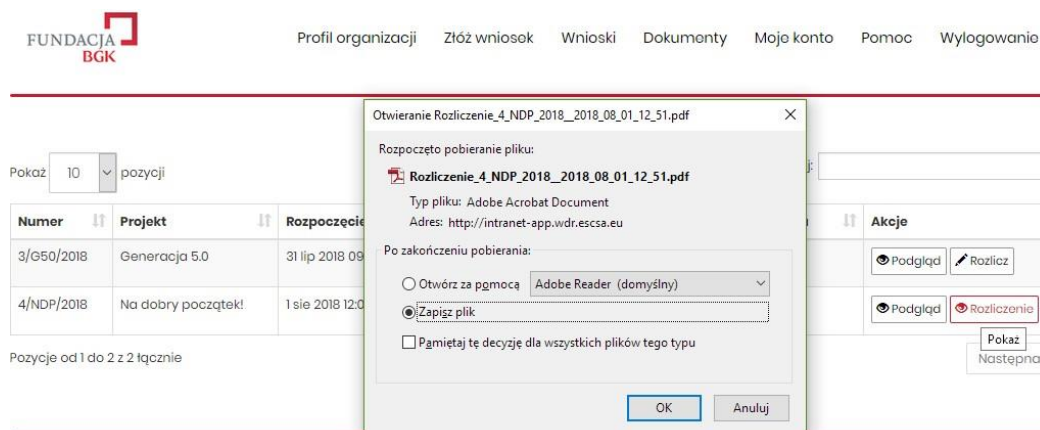 FUNDACJA
BGK
Profil organizacji Złóż wniosek Wnioski Dokumenty Moje konto Pomoc Wylogowanie
Otwieranie Rozliczenie_4_NDP_2018__2018_08_01_12_51.pdf
Rozpoczęto pobieranie pliku:
Rozliczenie_4_NDP_2018__2018_08_01_12_51.pdf
Typ pliku: Adobe Acrobat Document
Adres: http://intranet-app.wdr.escsa.eu
Po zakończeniu pobierania:
Otwórz za pomocą Adobe Reader (domyślny)
Zapisz plik
Pamiętaj tę decyzję dla wszystkich plików tego typu
OK Anuluj
Pokaż 10 pozycji
Numer Projekt Rozpoczęcie Akcje
3/G50/2018 Generacja 5.0 31 lip 2018 09 Podgląd Rozlicz
4/NDP/2018 Na dobry początek! 1 sie 2018 12:0 Podgląd Rozliczenie
Pokaż
Pozycje od 1 do 2 z 2 łącznie Następna